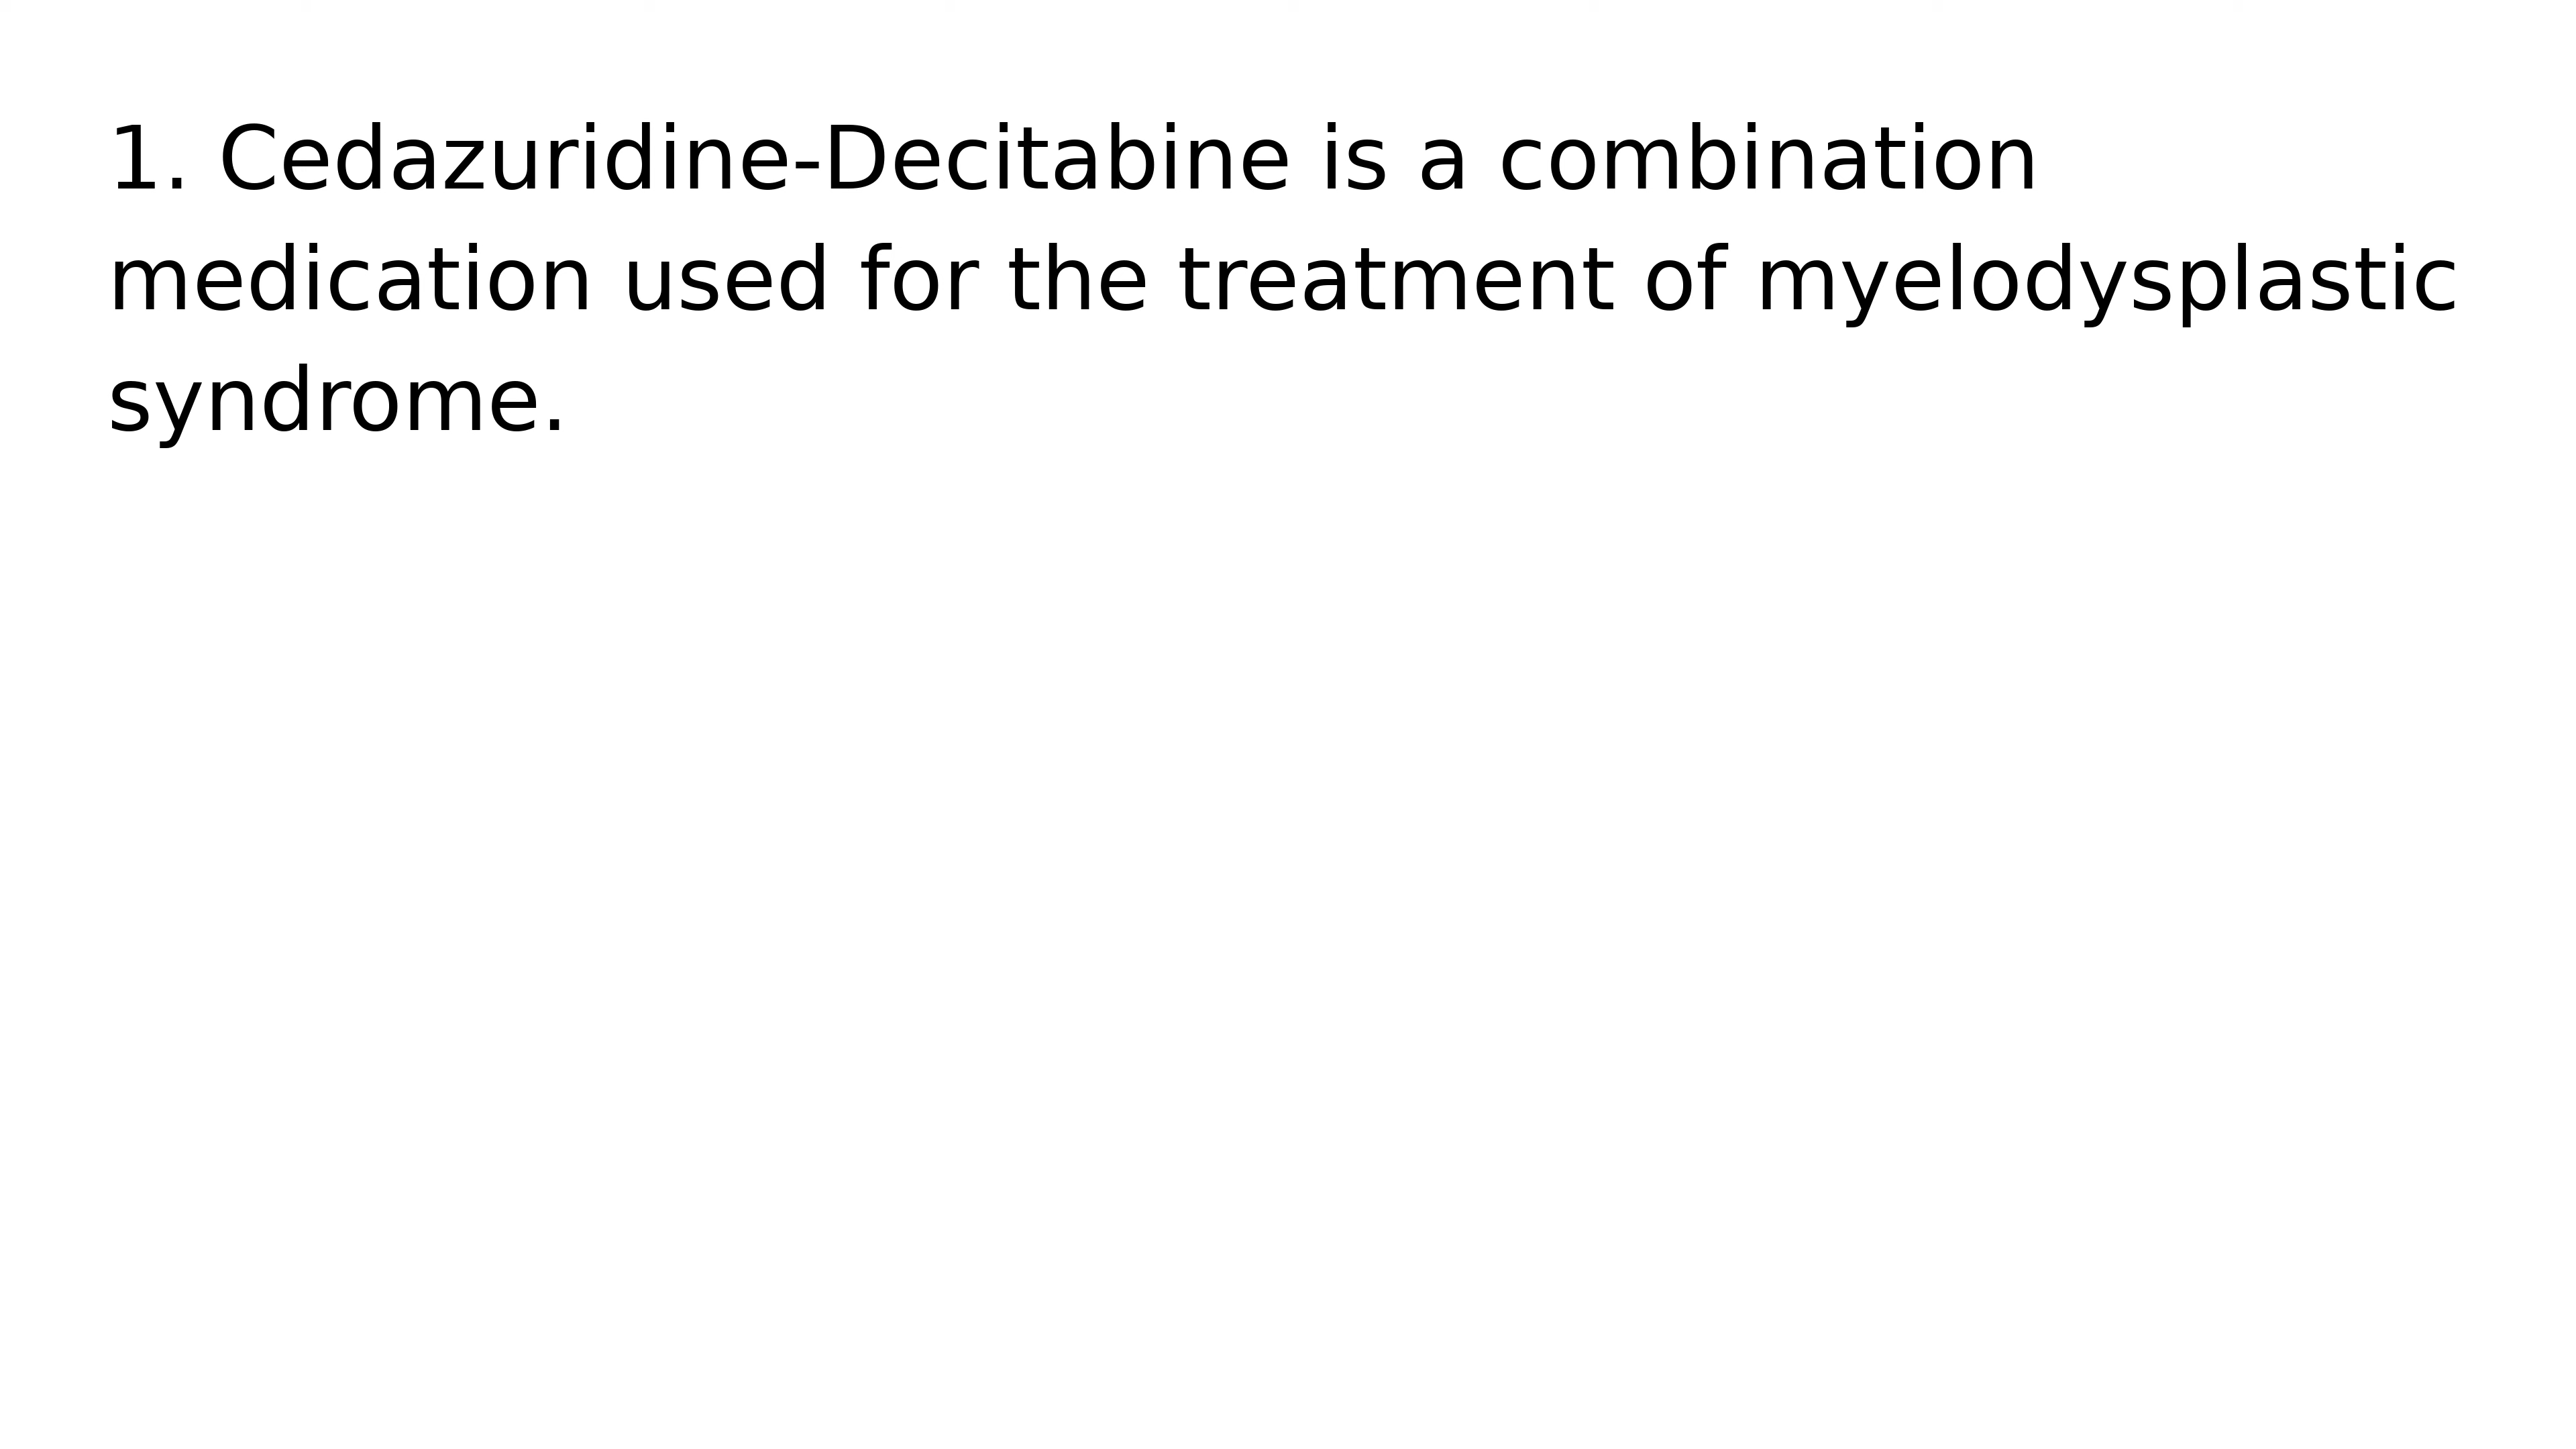 1. Cedazuridine-Decitabine is a combination
medication used for the treatment of myelodysplastic
syndrome.